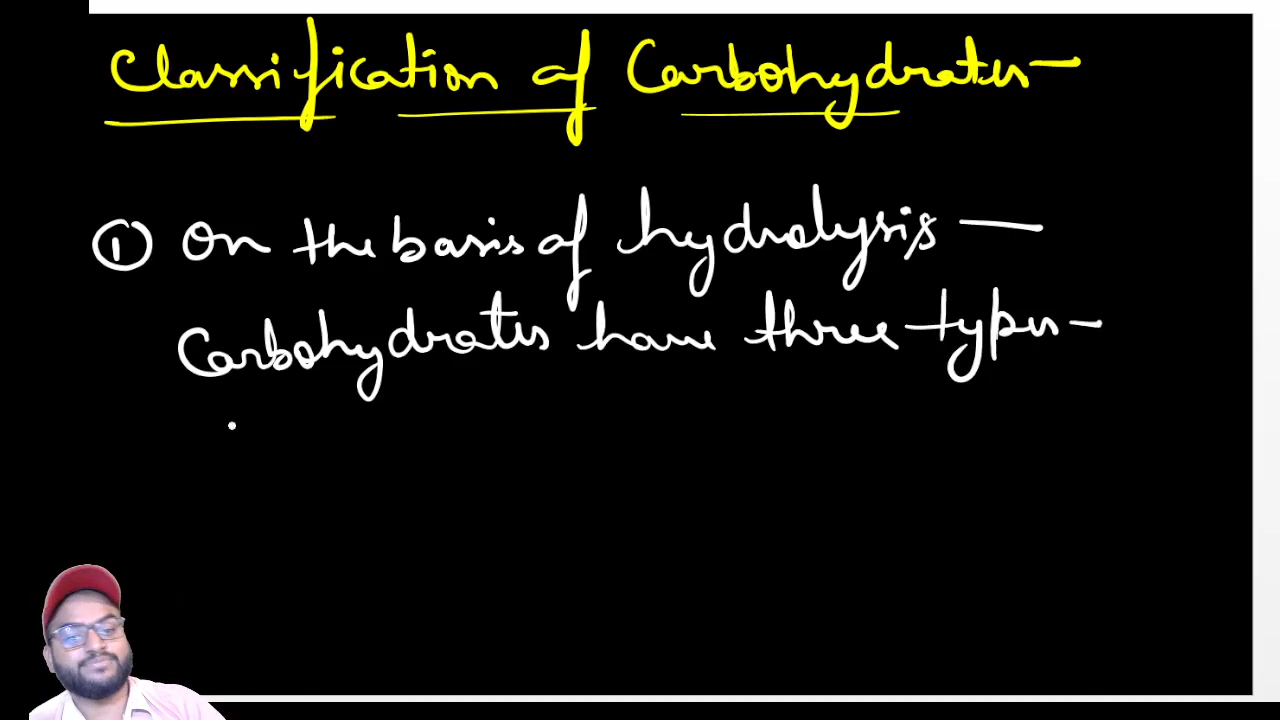 Classification of Carbohydrates —
① On the basis of hydrolysis —
Carbohydrates have three types —